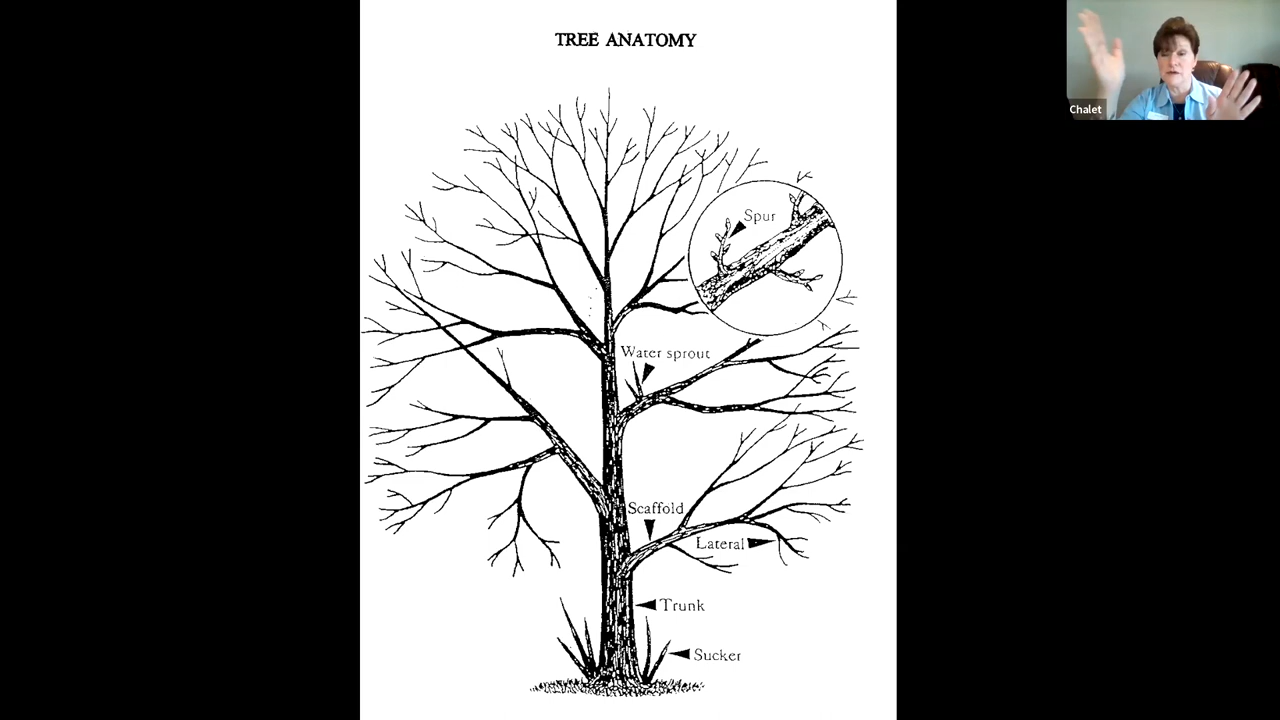 TREE ANATOMY
Chalet
Spur
Water sprout
Scaffold
Lateral
Trunk
Sucker